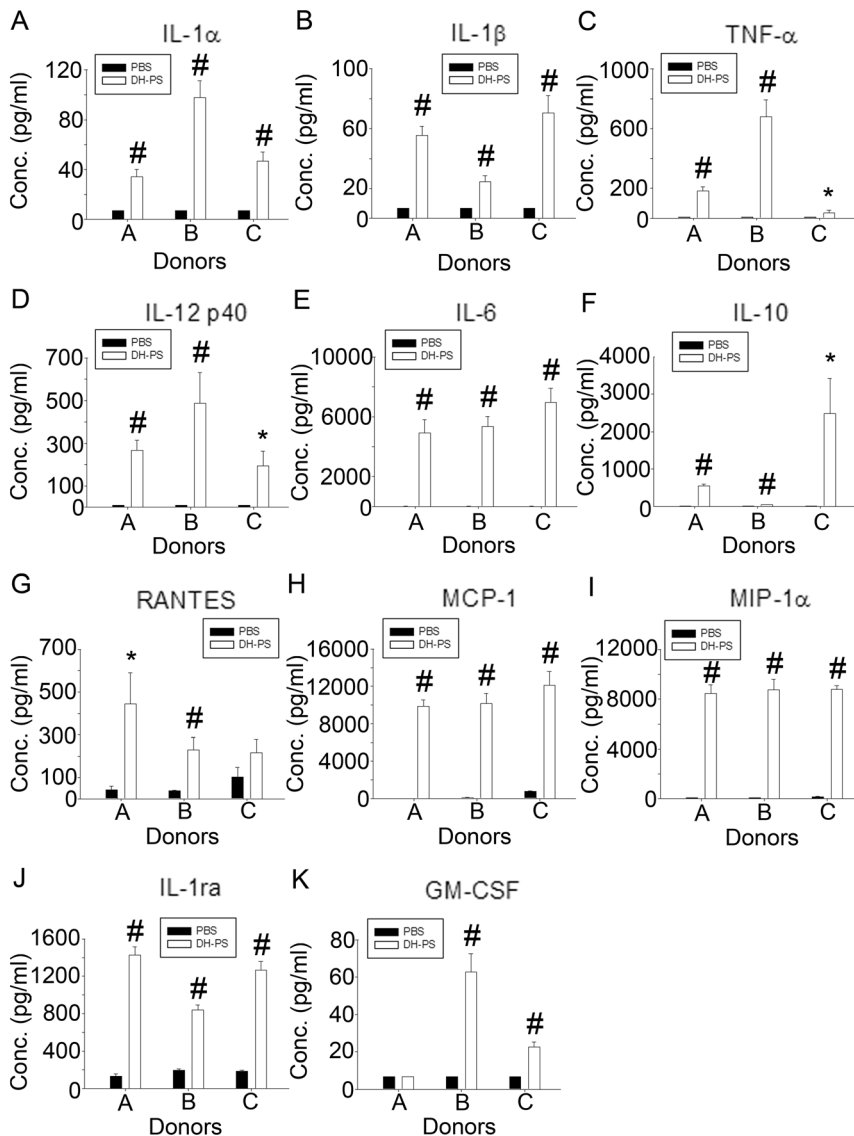 A
IL-1α
PBS
DH-PS
Conc. (pg/ml)
120
80
40
0
#
#
#
A B C
Donors
B
IL-1β
PBS
DH-PS
Conc. (pg/ml)
100
60
20
0
#
#
#
A B C
Donors
C
TNF-α
PBS
DH-PS
Conc. (pg/ml)
1000
600
200
0
#
#
*
A B C
Donors
D
IL-12 p40
PBS
DH-PS
Conc. (pg/ml)
700
500
300
100
0
#
#
*
A B C
Donors
E
IL-6
PBS
DH-PS
Conc. (pg/ml)
10000
6000
2000
0
#
#
#
A B C
Donors
F
IL-10
PBS
DH-PS
Conc. (pg/ml)
4000
3000
2000
1000
0
#
#
*
A B C
Donors
G
RANTES
PBS
DH-PS
Conc. (pg/ml)
700
500
300
100
0
*
#
A B C
Donors
H
MCP-1
PBS
DH-PS
Conc. (pg/ml)
16000
12000
8000
4000
0
#
#
#
A B C
Donors
I
MIP-1α
PBS
DH-PS
Conc. (pg/ml)
12000
8000
4000
0
#
#
#
A B C
Donors
J
IL-1ra
PBS
DH-PS
Conc. (pg/ml)
1600
1200
800
400
0
#
#
#
A B C
Donors
K
GM-CSF
PBS
DH-PS
Conc. (pg/ml)
80
60
40
20
0
#
#
A B C
Donors